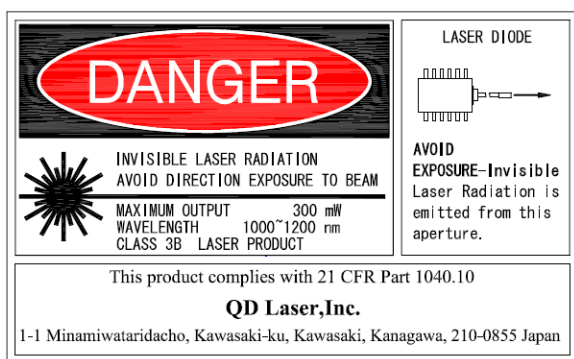 DANGER
INVISIBLE LASER RADIATION
AVOID DIRECTION EXPOSURE TO BEAM
MAXIMUM OUTPUT 300 mW
WAVELENGTH 1000~1200 nm
CLASS 3B LASER PRODUCT
LASER DIODE
AVOID
EXPOSURE-Invisible
Laser Radiation is
emitted from this
aperture.
This product complies with 21 CFR Part 1040.10
QD Laser,Inc.
1-1 Minamiwataridacho, Kawasaki-ku, Kawasaki, Kanagawa, 210-0855 Japan